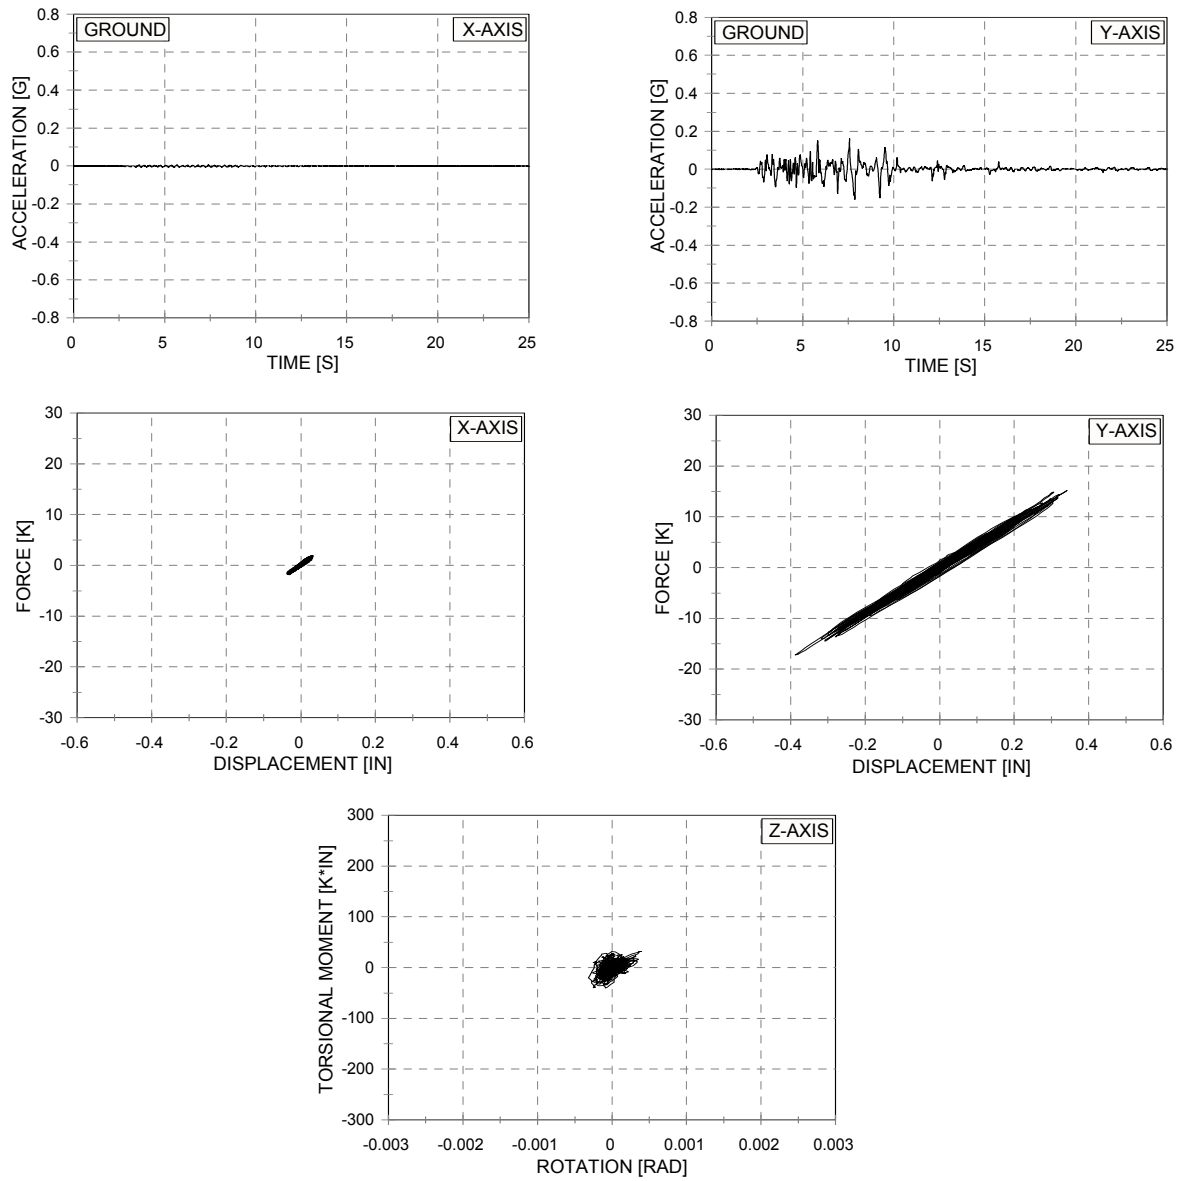 GROUND
X-AXIS
0.8
0.6
0.4
0.2
0
-0.2
-0.4
-0.6
-0.8
ACCELERATION [G]
0 5 10 15 20 25
TIME [S]
GROUND
Y-AXIS
0.8
0.6
0.4
0.2
0
-0.2
-0.4
-0.6
-0.8
ACCELERATION [G]
0 5 10 15 20 25
TIME [S]
X-AXIS
30
20
10
0
-10
-20
-30
FORCE [K]
-0.6 -0.4 -0.2 0 0.2 0.4 0.6
DISPLACEMENT [IN]
Y-AXIS
30
20
10
0
-10
-20
-30
FORCE [K]
-0.6 -0.4 -0.2 0 0.2 0.4 0.6
DISPLACEMENT [IN]
Z-AXIS
300
200
100
0
-100
-200
-300
TORSIONAL MOMENT [K*IN]
-0.003 -0.002 -0.001 0 0.001 0.002 0.003
ROTATION [RAD]